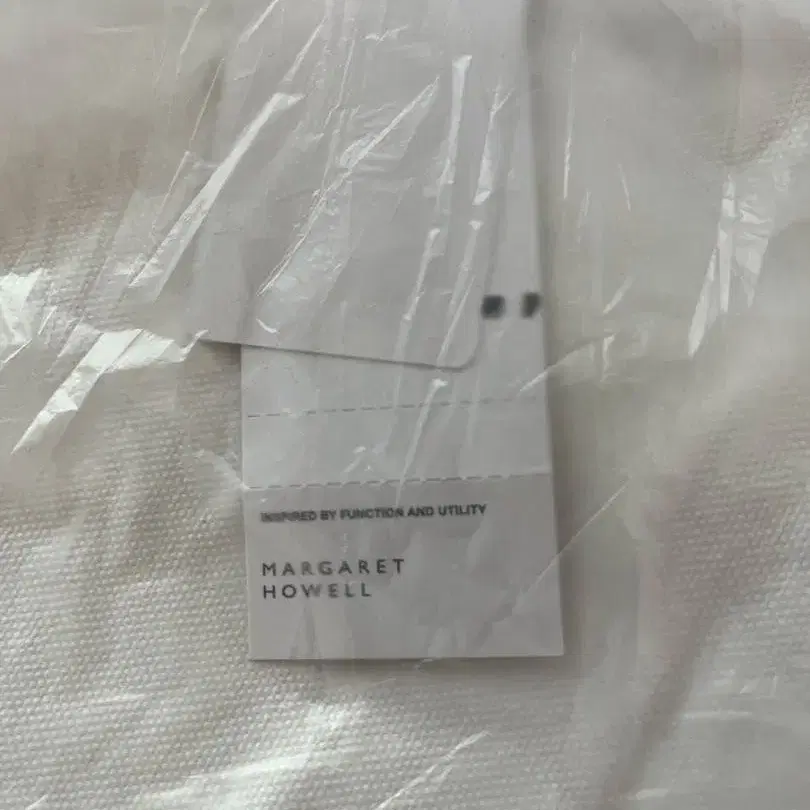 INSPIRED BY FUNCTION AND UTILITY
MARGARET
HOWELL